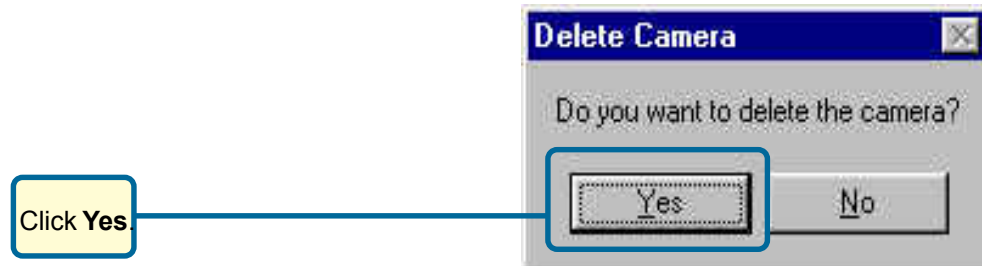 Delete Camera
Do you want to delete the camera?
Click Yes.
Yes No